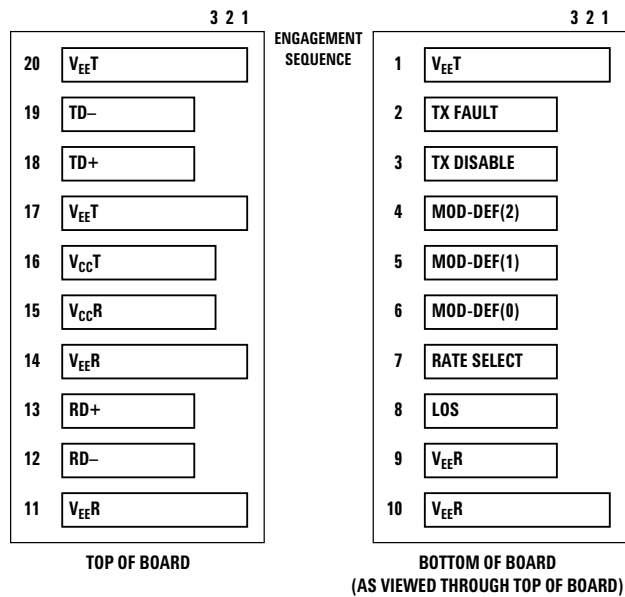 3 2 1
ENGAGEMENT
SEQUENCE
3 2 1
20 VEET
19 TD–
18 TD+
17 VEET
16 VCCT
15 VCCR
14 VEER
13 RD+
12 RD–
11 VEER
TOP OF BOARD
1 VEET
2 TX FAULT
3 TX DISABLE
4 MOD-DEF(2)
5 MOD-DEF(1)
6 MOD-DEF(0)
7 RATE SELECT
8 LOS
9 VEER
10 VEER
BOTTOM OF BOARD
(AS VIEWED THROUGH TOP OF BOARD)